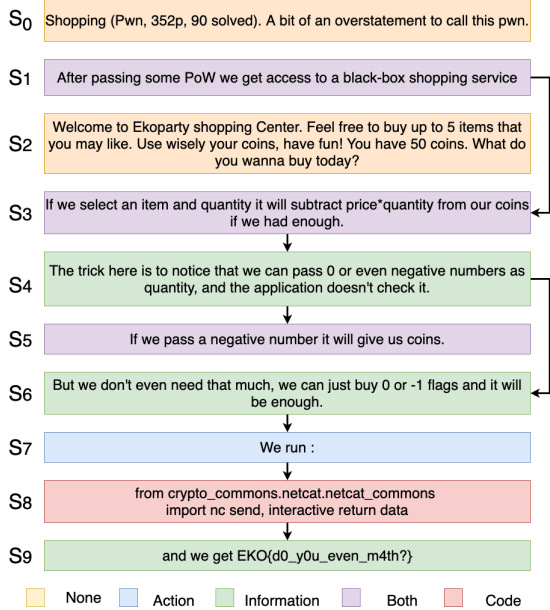 S0
Shopping (Pwn, 352p, 90 solved). A bit of an overstatement to call this pwn.
S1
After passing some PoW we get access to a black-box shopping service
S2
Welcome to Ekoparty shopping Center. Feel free to buy up to 5 items that
you may like. Use wisely your coins, have fun! You have 50 coins. What do
you wanna buy today?
S3
If we select an item and quantity it will subtract price*quantity from our coins
if we had enough.
S4
The trick here is to notice that we can pass 0 or even negative numbers as
quantity, and the application doesn't check it.
S5
If we pass a negative number it will give us coins.
S6
But we don't even need that much, we can just buy 0 or -1 flags and it will
be enough.
S7
We run :
S8
from crypto_commons.netcat.netcat_commons
import nc send, interactive return data
S9
and we get EKO{d0_y0u_even_m4th?}
None
Action
Information
Both
Code